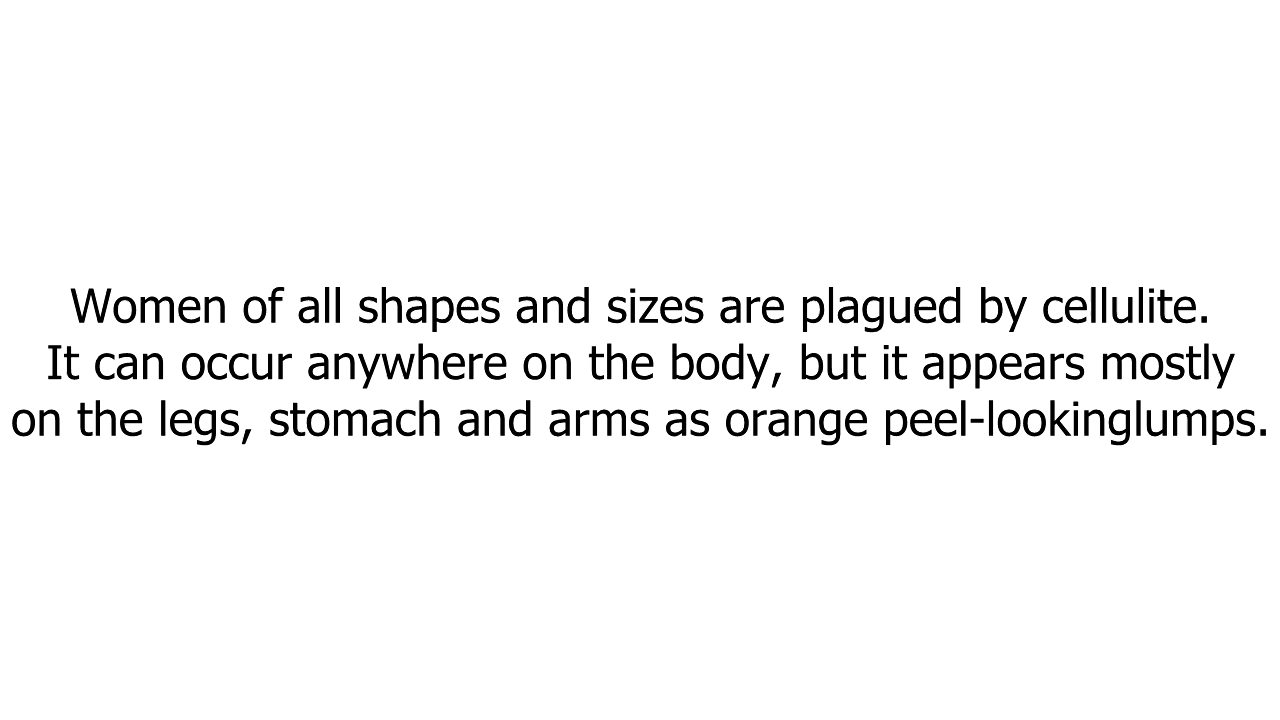 Women of all shapes and sizes are plagued by cellulite.
It can occur anywhere on the body, but it appears mostly
on the legs, stomach and arms as orange peel-lookinglumps.